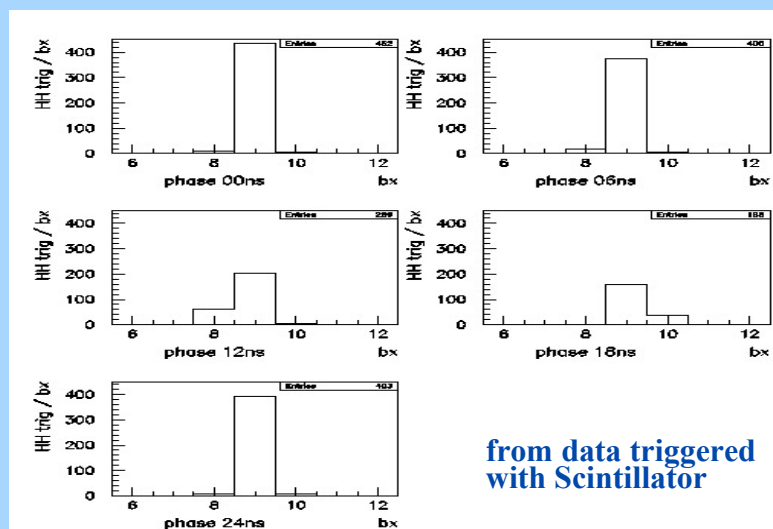 HH trig / bx
400
300
100
0
Entries
6
8
10
12
phase 00ns
bx
HH trig / bx
400
300
100
0
Entries
6
8
10
12
phase 06ns
bx
HH trig / bx
400
300
200
100
0
Entries
6
8
10
12
phase 12ns
bx
HH trig / bx
400
300
200
100
0
Entries
6
8
10
12
phase 18ns
bx
HH trig / bx
400
300
200
100
0
Entries
6
8
10
12
phase 24ns
bx
from data triggered
with Scintillator